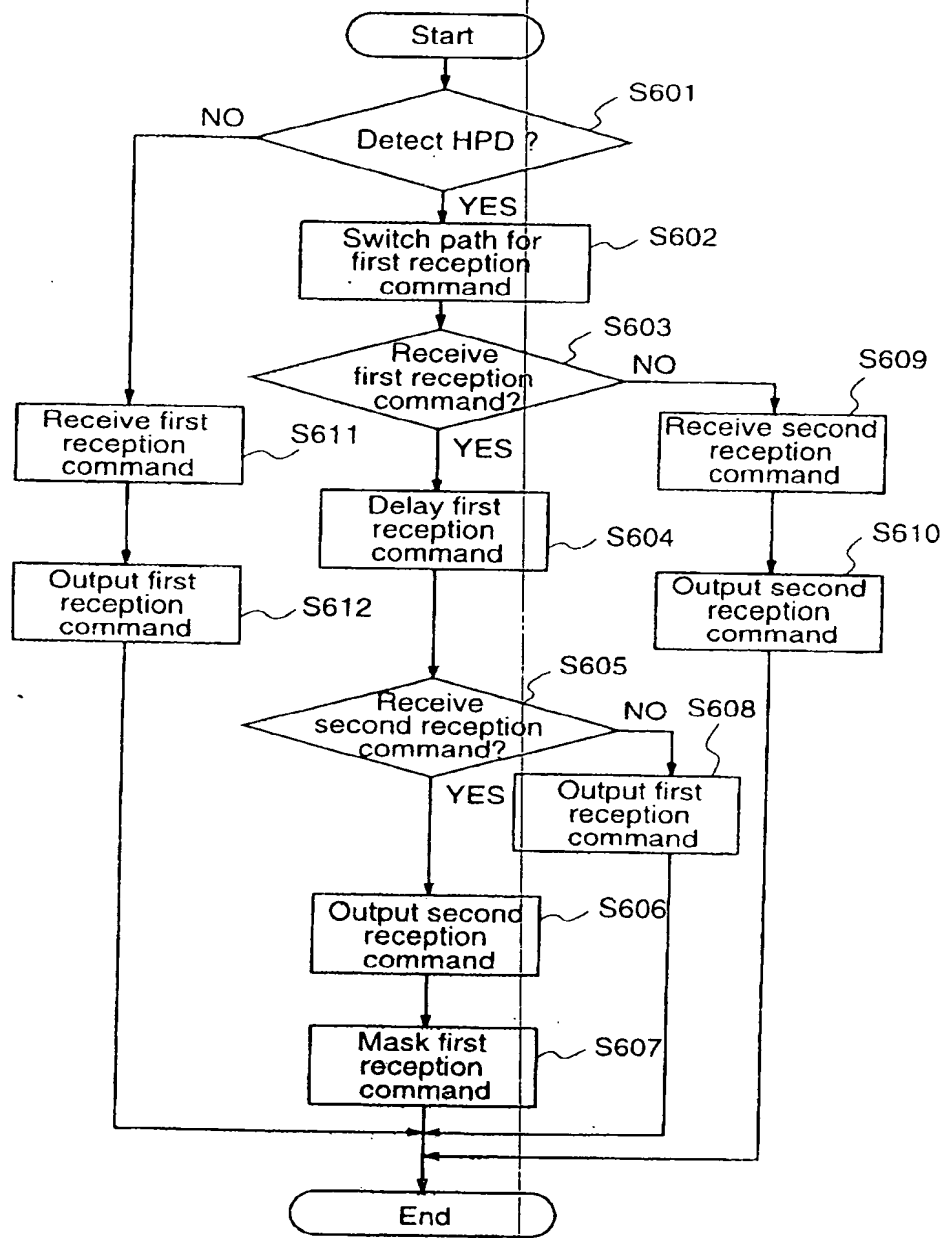 Start
S601
NO
Detect HPD ?
YES
Switch path for
first reception
command
S602
S603
Receive
first reception
command?
NO
S609
Receive first
reception
command
S611
YES
Receive second
reception
command
Delay first
reception
command
S604
S610
Output first
reception
command
S612
Output second
reception
command
S605
Receive
second reception
command?
NO
S608
YES
Output first
reception
command
Output second
reception
command
S606
Mask first
reception
command
S607
End